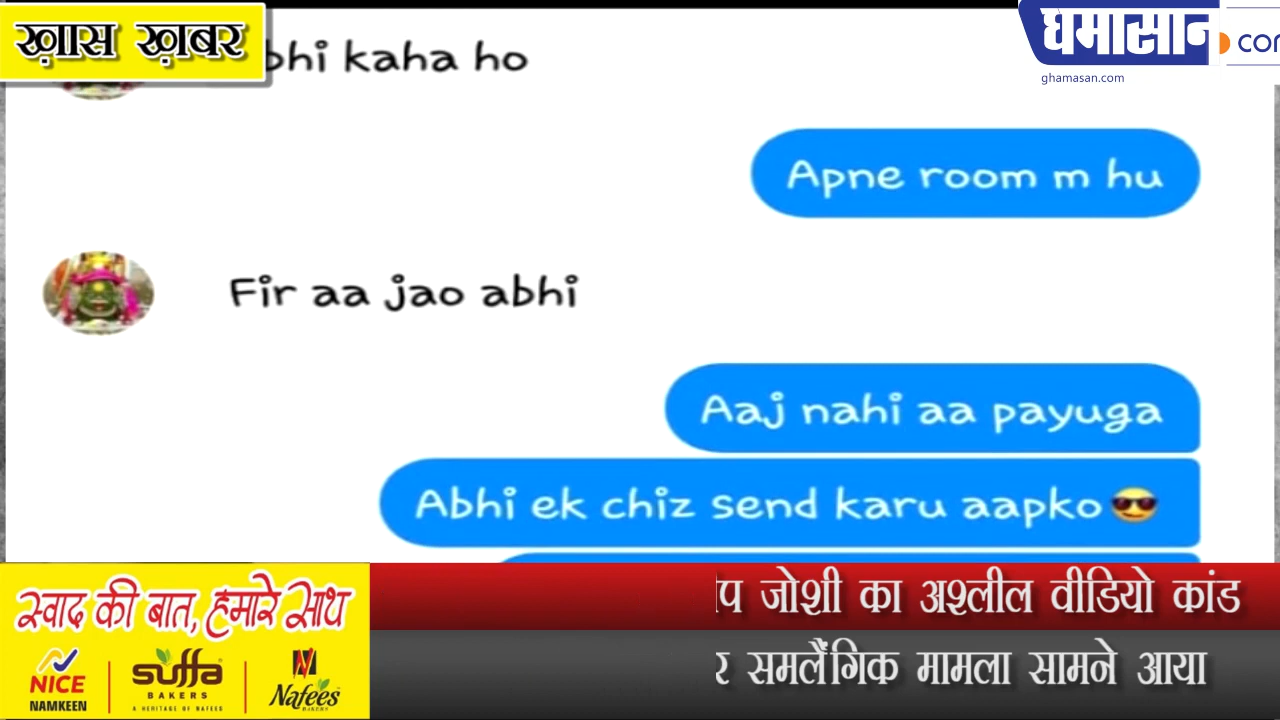 ख़ास ख़बर
घमासान
ghamasan.com
kaha ho
Apne room m hu
Fir aa jao abhi
Aaj nahi aa payuga
Abhi ek chiz send karu aapko😎
स्वाद की बात, हमारे साथ
NICE
NAMKEEN
suffa
BAKERS
A HERITAGE OF NAFEES
Nafees
BAKERS
जोशी का अश्लील वीडियो कांड
समलैंगिक मामला सामने आया